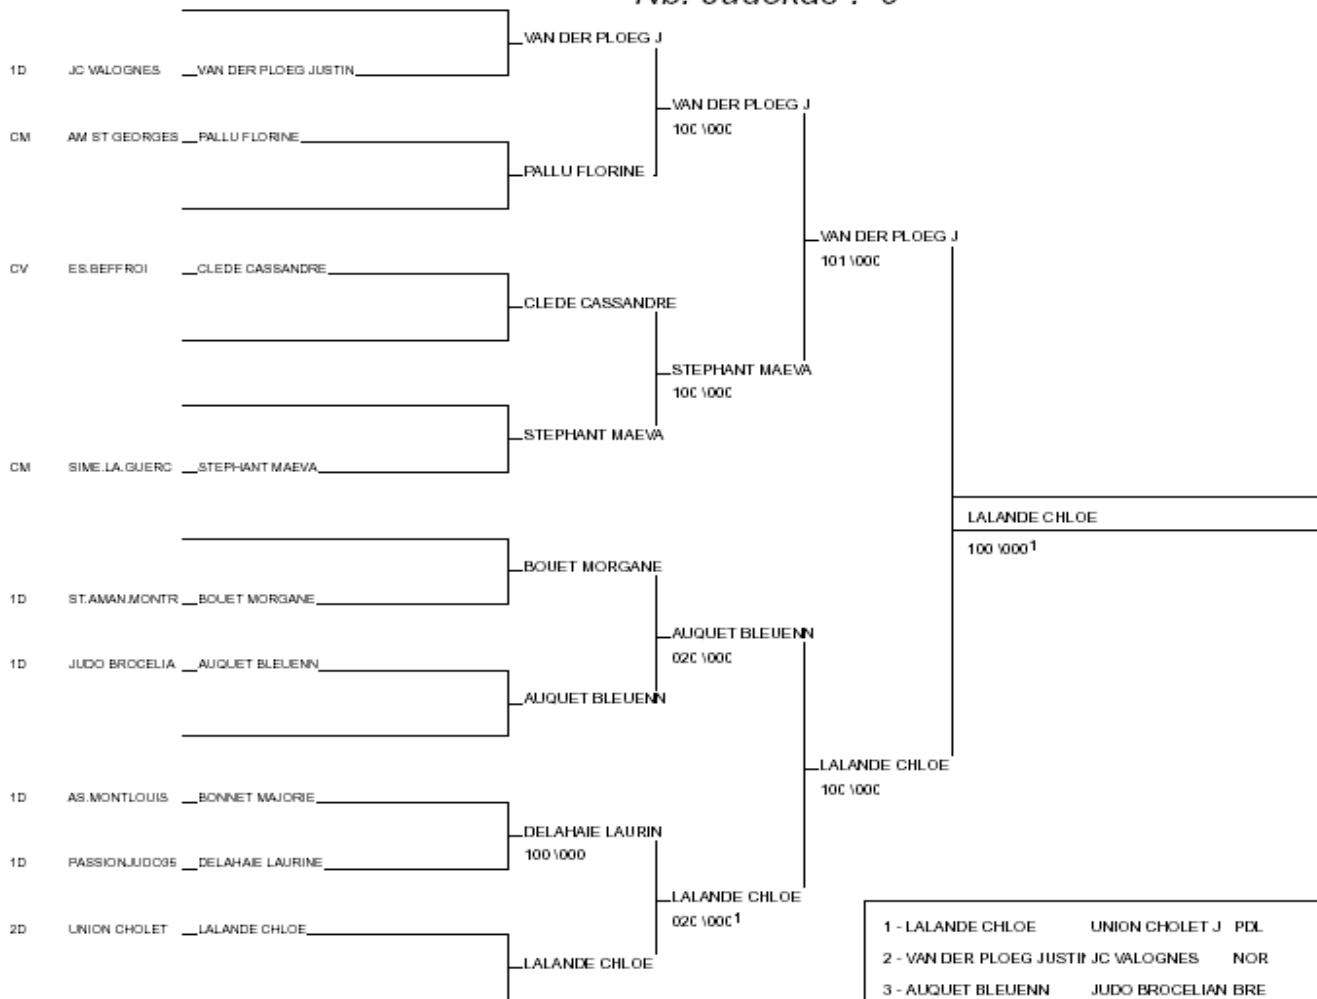 VAN DER PLOEG J
1D JC VALOGNES VAN DER PLOEG JUSTIN
VAN DER PLOEG J
100 \000
CM AM ST GEORGES PALLU FLORINE
PALLU FLORINE
VAN DER PLOEG J
101 \000
CV ES.BEFFROI CLEDE CASSANDRE
CLEDE CASSANDRE
STEPHANT MAEVA
100 \000
STEPHANT MAEVA
CM SIME.LA.GUERC STEPHANT MAEVA
LALANDE CHLOE
100 \000 1
BOUET MORGANE
1D ST.AMAN.MONTR BOUET MORGANE
AUQUET BLEUENN
020 \000
1D JUDO BROCELIA AUQUET BLEUENN
AUQUET BLEUENN
LALANDE CHLOE
100 \000
1D AS.MONTLOUIS BONNET MAJORIE
DELAHAIE LAURIN
100 \000
1D PASSIONJUDO35 DELAHAIE LAURINE
LALANDE CHLOE
020 \000 1
2D UNION CHOLET LALANDE CHLOE
LALANDE CHLOE
1 - LALANDE CHLOE UNION CHOLET J PDL
2 - VAN DER PLOEG JUSTIN JC VALOGNES NOR
3 - AUQUET BLEUENN JUDO BROCELIAN BRE